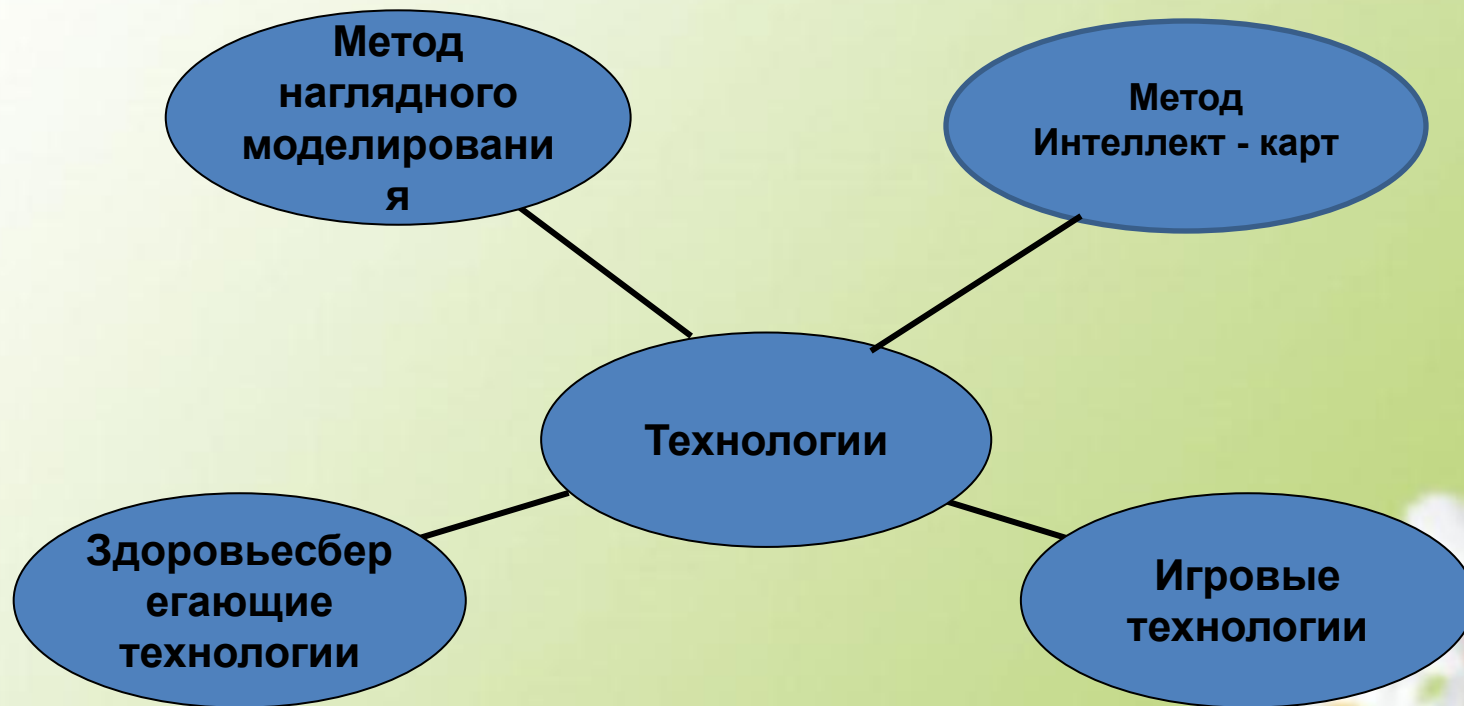 Метод
наглядного
моделировани
я
Метод
Интеллект - карт
Технологии
Здоровьесбер
егающие
технологии
Игровые
технологии